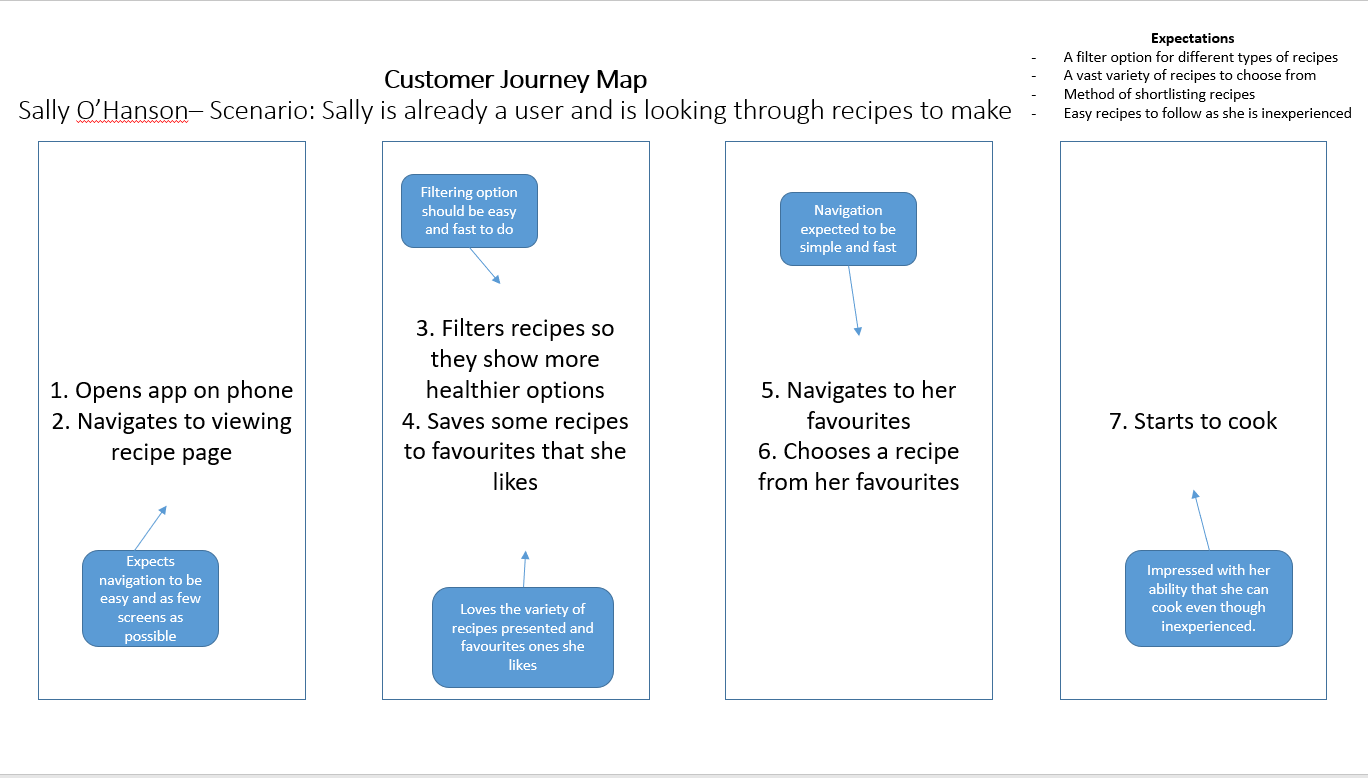 Customer Journey Map
Sally O’Hanson– Scenario: Sally is already a user and is looking through recipes to make
Expectations
- A filter option for different types of recipes
- A vast variety of recipes to choose from
- Method of shortlisting recipes
- Easy recipes to follow as she is inexperienced
1. Opens app on phone
2. Navigates to viewing
recipe page
Expects
navigation to be
easy and as few
screens as
possible
Filtering option
should be easy
and fast to do
3. Filters recipes so
they show more
healthier options
4. Saves some recipes
to favourites that she
likes
Loves the variety of
recipes presented and
favourites ones she
likes
Navigation
expected to be
simple and fast
5. Navigates to her
favourites
6. Chooses a recipe
from her favourites
7. Starts to cook
Impressed with her
ability that she can
cook even though
inexperienced.